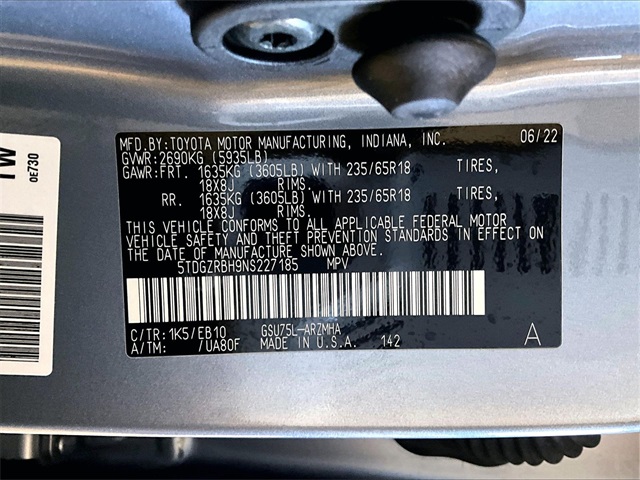 MFD.BY:TOYOTA MOTOR MANUFACTURING, INDIANA, INC. 06/22
GVWR:2690KG (5935LB)
GAWR:FRT. 1635KG (3605LB) WITH 235/65R18 TIRES,
18X8J RIMS.
RR. 1635KG (3605LB) WITH 235/65R18 TIRES,
18X8J RIMS.
THIS VEHICLE CONFORMS TO ALL APPLICABLE FEDERAL MOTOR
VEHICLE SAFETY AND THEFT PREVENTION STANDARDS IN EFFECT ON
THE DATE OF MANUFACTURE SHOWN ABOVE.
5TDGZRBH9NS227185 MPV
C/TR:1K5/EB10 GSU75L-ARZMHA
A/TM: /UA80F MADE IN U.S.A. 142 A
TW
0E730